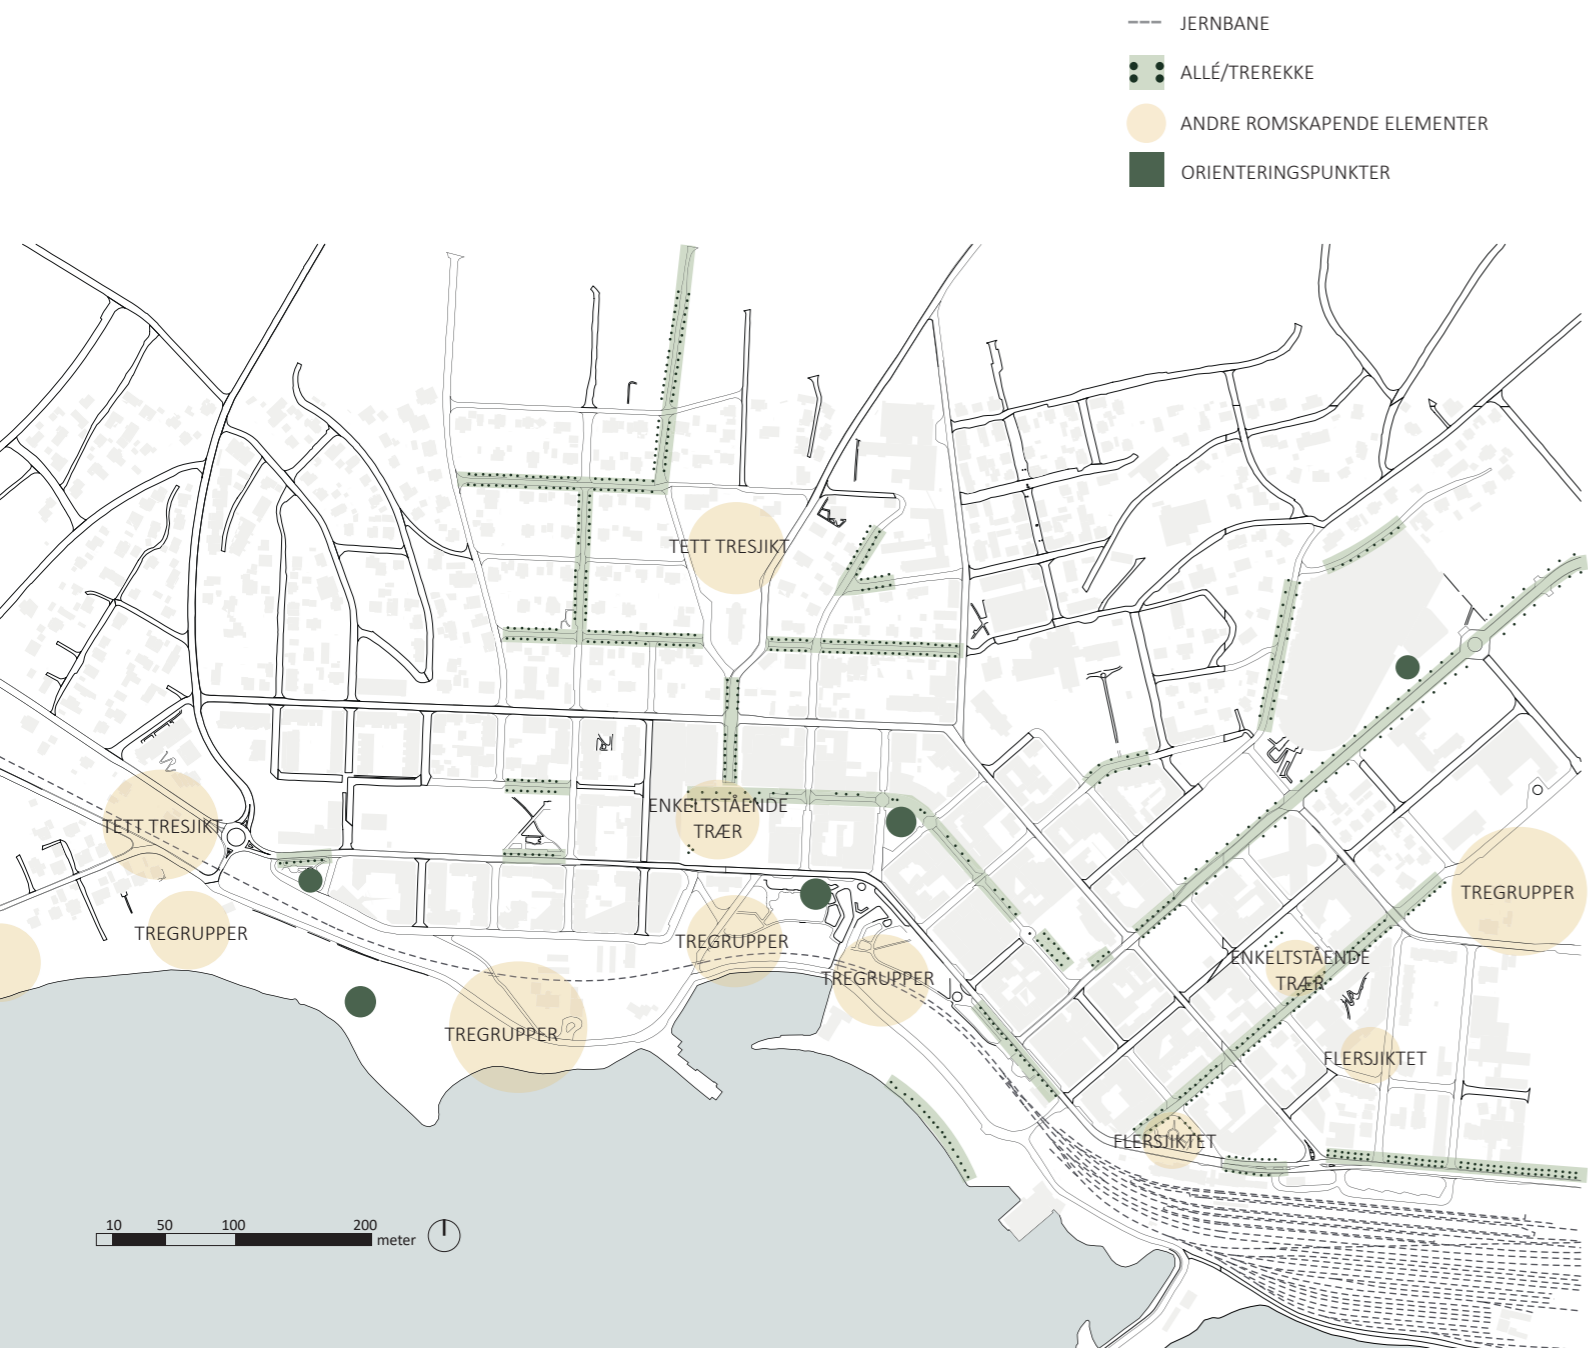 JERNBANE
ALLÉ/TREREKKE
ANDRE ROMSKAPENDE ELEMENTER
ORIENTERINGSPUNKTER
TETT TRESJIKT
ENKELTSTÅENDE
TRÆR
TETT TRESJIKT
TREGRUPPER
TREGRUPPER
TREGRUPPER
TREGRUPPER
TREGRUPPER
ENKELTSTÅENDE
TRÆR
TREGRUPPER
FLERSJIKTET
FLERSJIKTET
10 50 100 200
meter